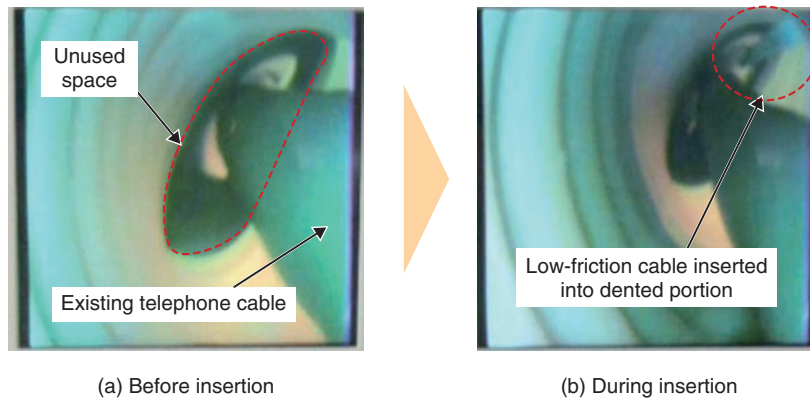 Unused
space
Existing telephone cable
Low-friction cable inserted
into dented portion
(a) Before insertion
(b) During insertion